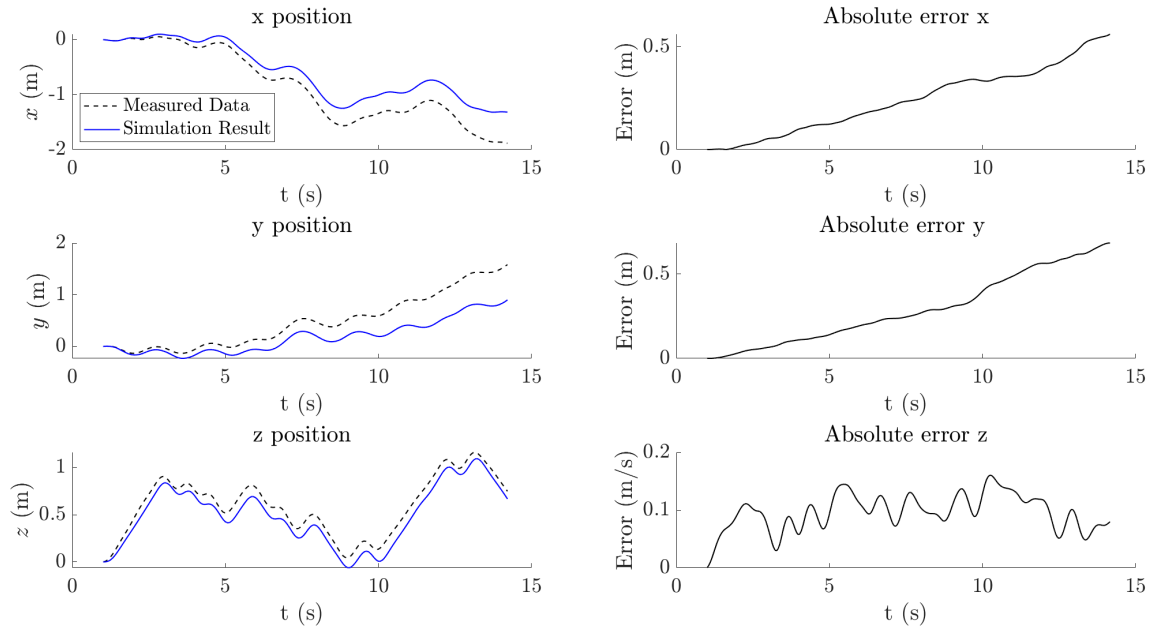 x position
0
-1
-2
x (m)
Measured Data
Simulation Result
0 5 10 15
t (s)
Absolute error x
0.5
0
Error (m)
0 5 10 15
t (s)
y position
2
1
0
y (m)
0 5 10 15
t (s)
Absolute error y
0.5
0
Error (m)
0 5 10 15
t (s)
z position
1
0.5
0
z (m)
0 5 10 15
t (s)
Absolute error z
0.2
0.1
0
Error (m/s)
0 5 10 15
t (s)